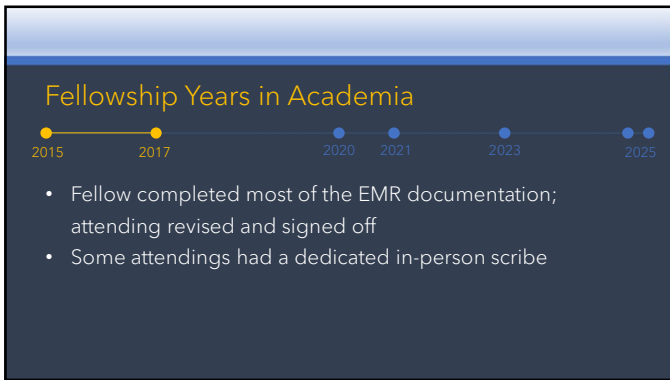 Fellowship Years in Academia
2015 2017 2020 2021 2023 2025
• Fellow completed most of the EMR documentation;
attending revised and signed off
• Some attendings had a dedicated in-person scribe